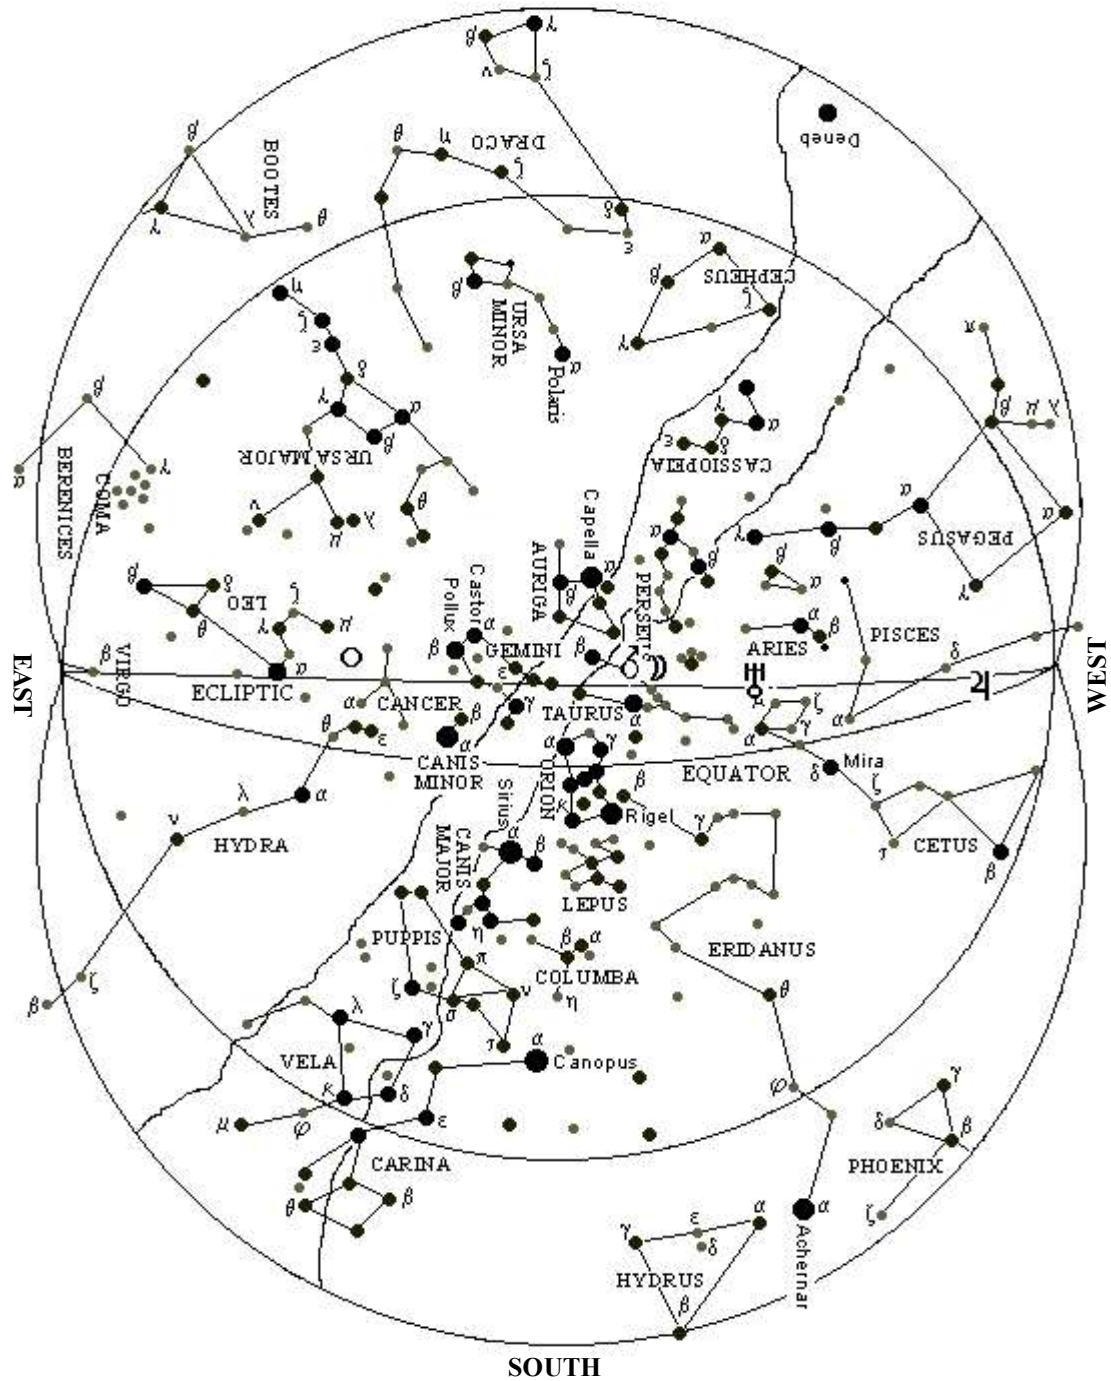 γ
β
ν
ζ
Deneb
θ
η
ζ
DRACO
β
BOOTES
γ
λ
θ
δ
ε
α
β
CEPHEUS
ζ
γ
η
ζ
ε
δ
γ
α
β
URSA MAJOR
β
URSA
MINOR
α
Polaris
π
β
μ
λ
γ
α
δ
ε
CASSIOPEIA
β
γ
α
COMA
BERENICES
ν
μ
λ
θ
Capella
α
β
AURIGA
α
β
PERSEUS
γ
β
α
α
PEGASUS
γ
β
δ
LEO
θ
ζ
γ
μ
α
Castor
Pollux
α
β
GEMINI
ε
γ
β
β
α
ARIES
α
β
PISCES
δ
α
EAST
WEST
VIRGO
β
ECLIPTIC
α
CANCER
TAURUS
α
μ
ζ
γ
α
θ
ε
β
α
CANIS
MINOR
α
γ
ORION
κ
β
Rigel
EQUATOR
δ
Mira
ζ
τ
CETUS
β
ν
λ
α
HYDRA
Sirius
α
β
CANIS
MAJOR
η
γ
LEPUS
PUPPIS
π
ζ
σ
ν
τ
β
α
COLUMBA
η
ERIDANUS
θ
ζ
β
λ
γ
VELA
κ
δ
μ
φ
α
Canopus
ε
φ
γ
δ
β
PHOENIX
ζ
CARINA
θ
β
α
Achernar
γ
ε
δ
α
HYDRUS
β
SOUTH